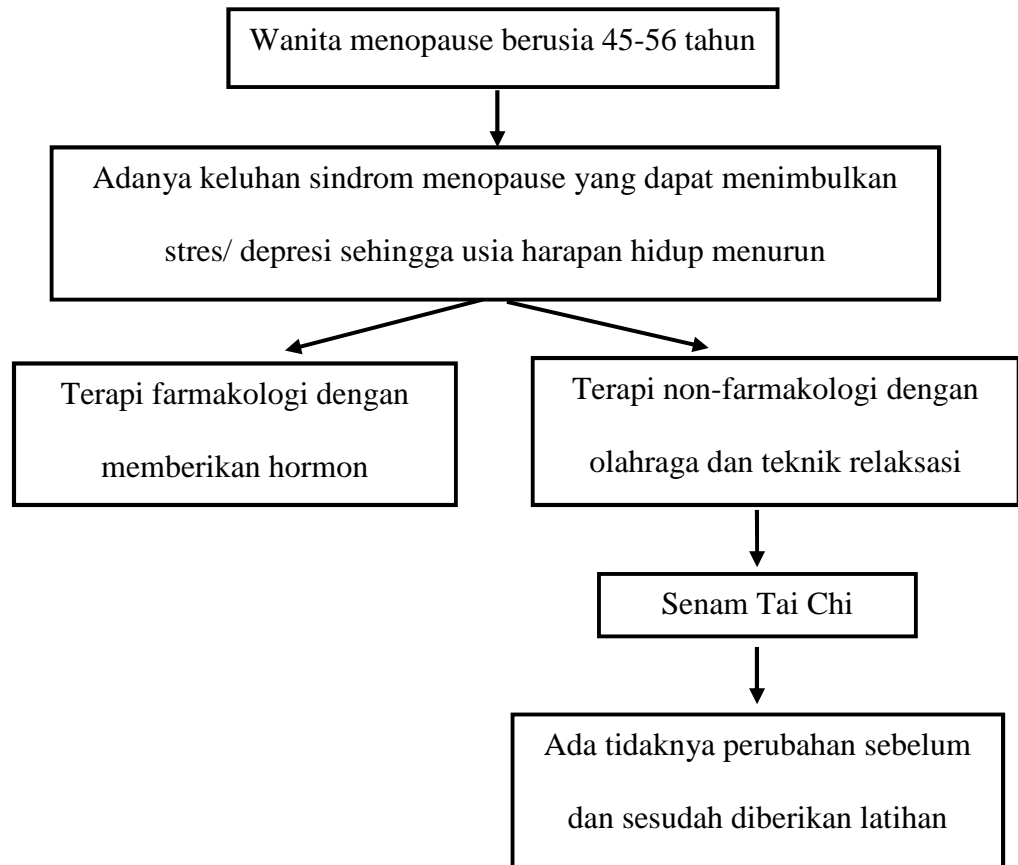 Wanita menopause berusia 45-56 tahun
Adanya keluhan sindrom menopause yang dapat menimbulkan
stres/ depresi sehingga usia harapan hidup menurun
Terapi farmakologi dengan
memberikan hormon
Terapi non-farmakologi dengan
olahraga dan teknik relaksasi
Senam Tai Chi
Ada tidaknya perubahan sebelum
dan sesudah diberikan latihan